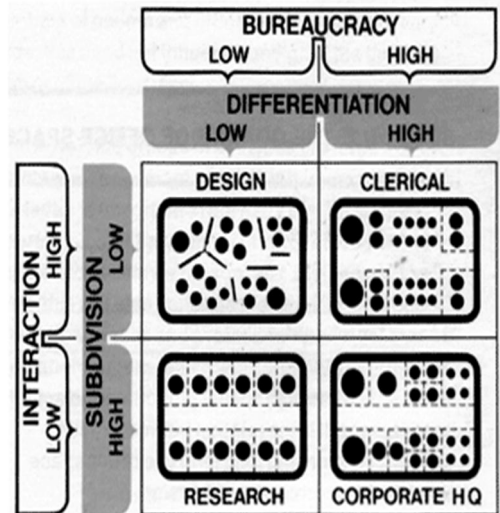 BUREAUCRACY
LOW HIGH
DIFFERENTIATION
LOW HIGH
DESIGN CLERICAL
INTERACTION
HIGH
LOW
SUBDIVISION
LOW
HIGH
RESEARCH CORPORATE HQ